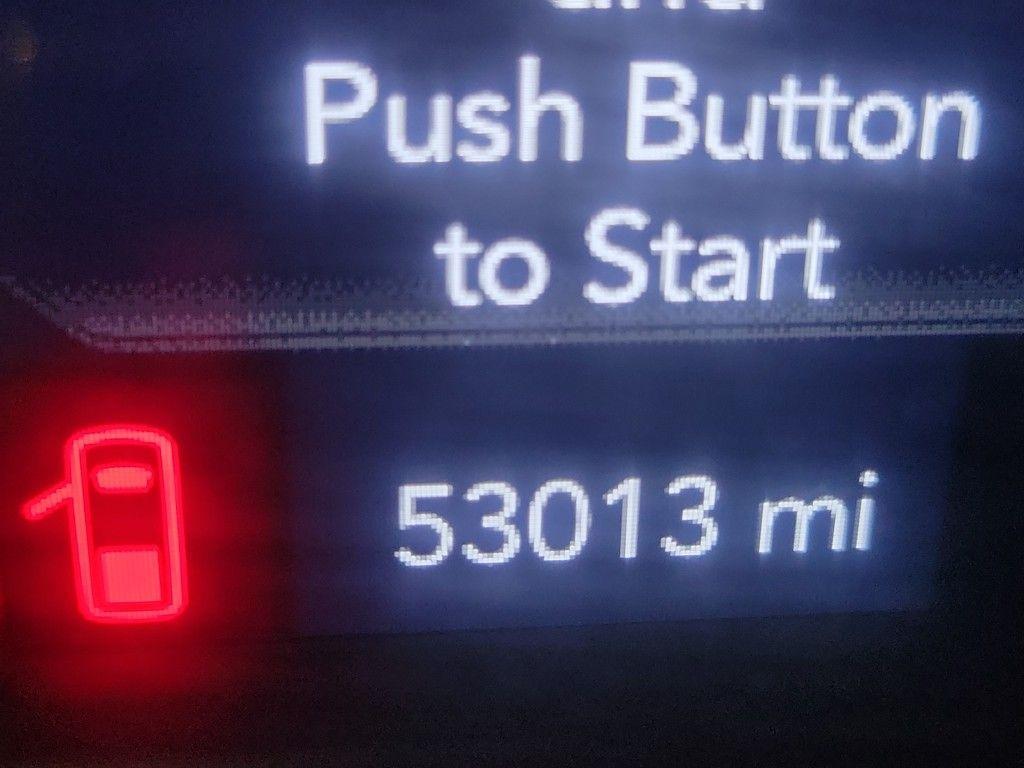 Push Button
to Start
53013 mi